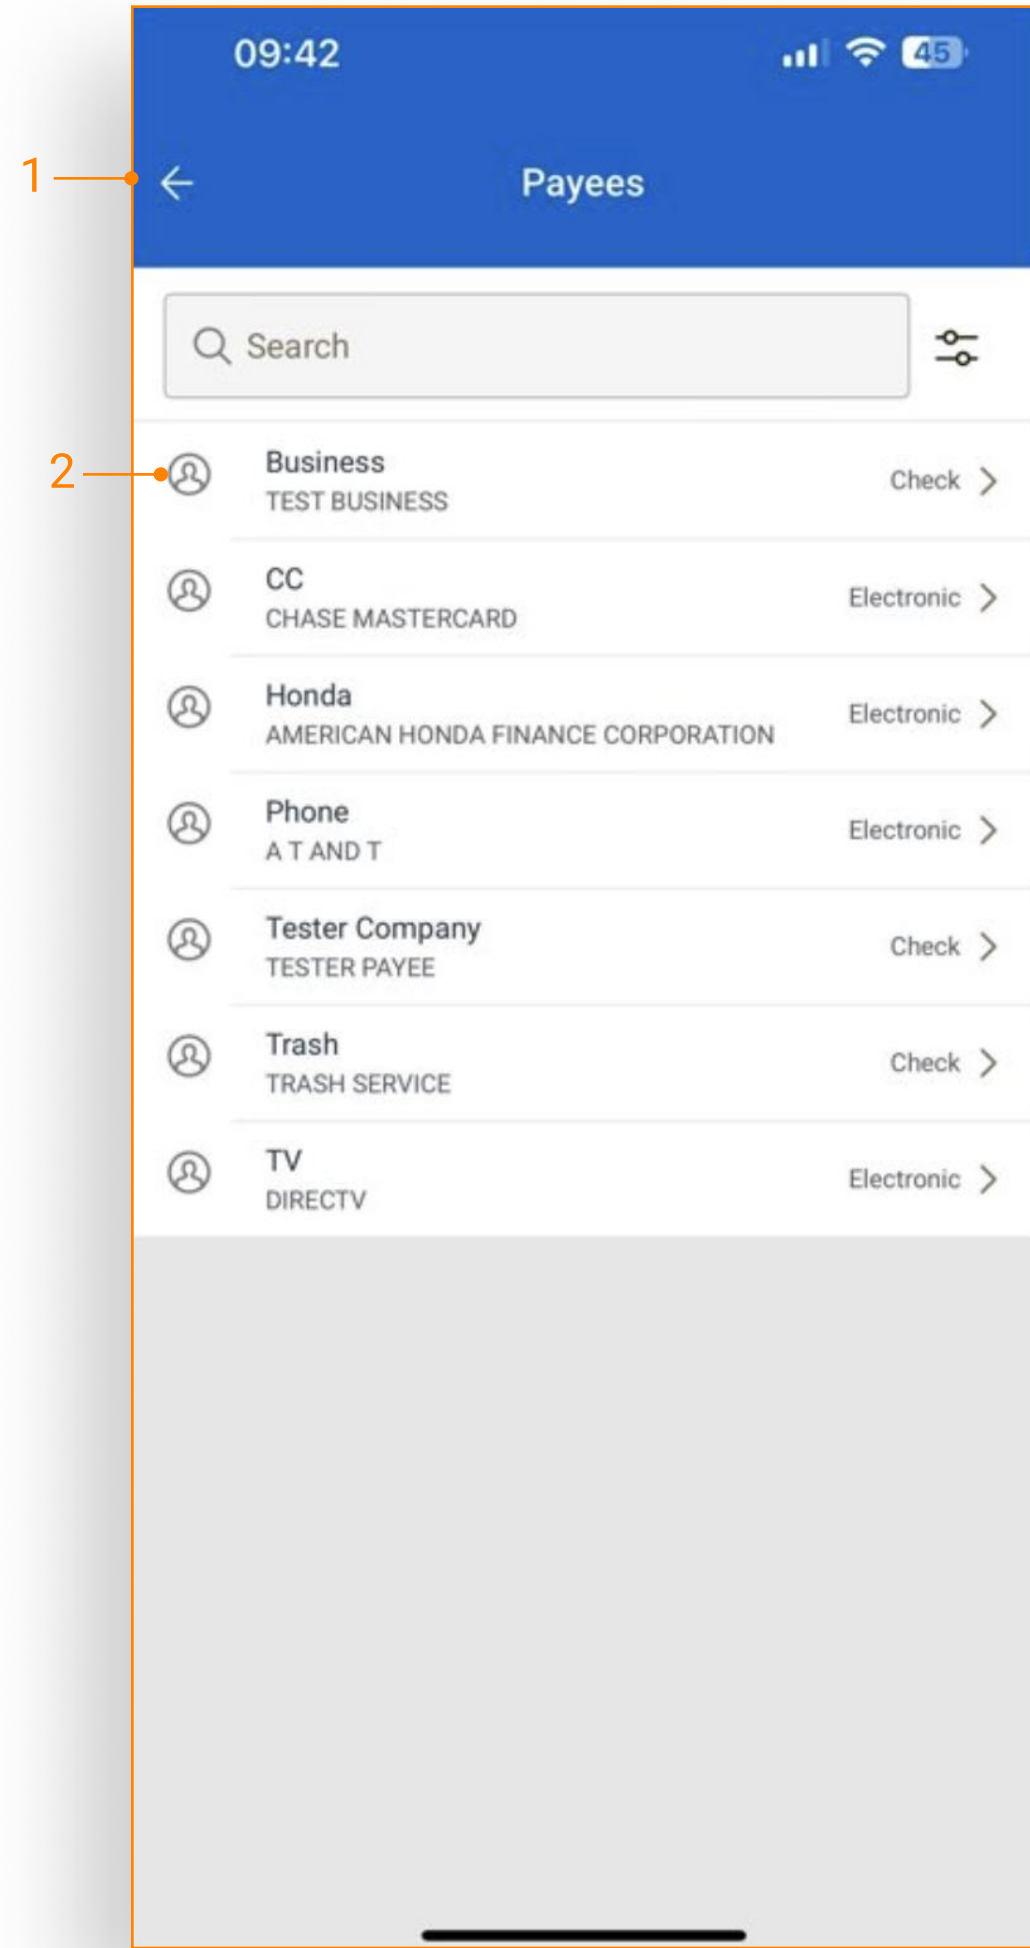 09:42
45
1
Payees
Search
2
Business
TEST BUSINESS
Check
CC
CHASE MASTERCARD
Electronic
Honda
AMERICAN HONDA FINANCE CORPORATION
Electronic
Phone
A T AND T
Electronic
Tester Company
TESTER PAYEE
Check
Trash
TRASH SERVICE
Check
TV
DIRECTV
Electronic